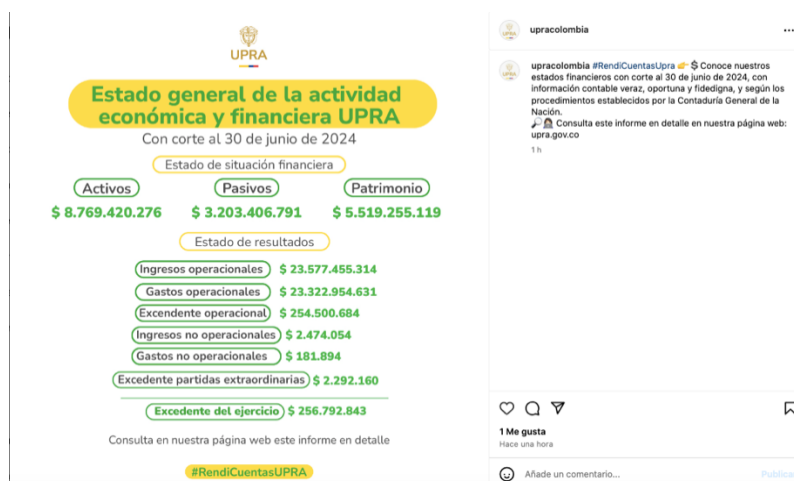 UPRA
Estado general de la actividad
económica y financiera UPRA
Con corte al 30 de junio de 2024
Estado de situación financiera
Activos Pasivos Patrimonio
$ 8.769.420.276 $ 3.203.406.791 $ 5.519.255.119
Estado de resultados
Ingresos operacionales $ 23.577.455.314
Gastos operacionales $ 23.322.954.631
Excendente operacional $ 254.500.684
Ingresos no operacionales $ 2.474.054
Gastos no operacionales $ 181.894
Excedente partidas extraordinarias $ 2.292.160
Excedente del ejercicio $ 256.792.843
Consulta en nuestra página web este informe en detalle
#RendiCuentasUPRA
upracolombia
upracolombia #RendiCuentasUpra 👉 $ Conoce nuestros
estados financieros con corte al 30 de junio de 2024, con
información contable veraz, oportuna y fidedigna, y según los
procedimientos establecidos por la Contaduría General de la
Nación.
🔎👩🏻‍💼 Consulta este informe en detalle en nuestra página web:
upra.gov.co
1 h
1 Me gusta
Hace una hora
Añade un comentario...
Publica